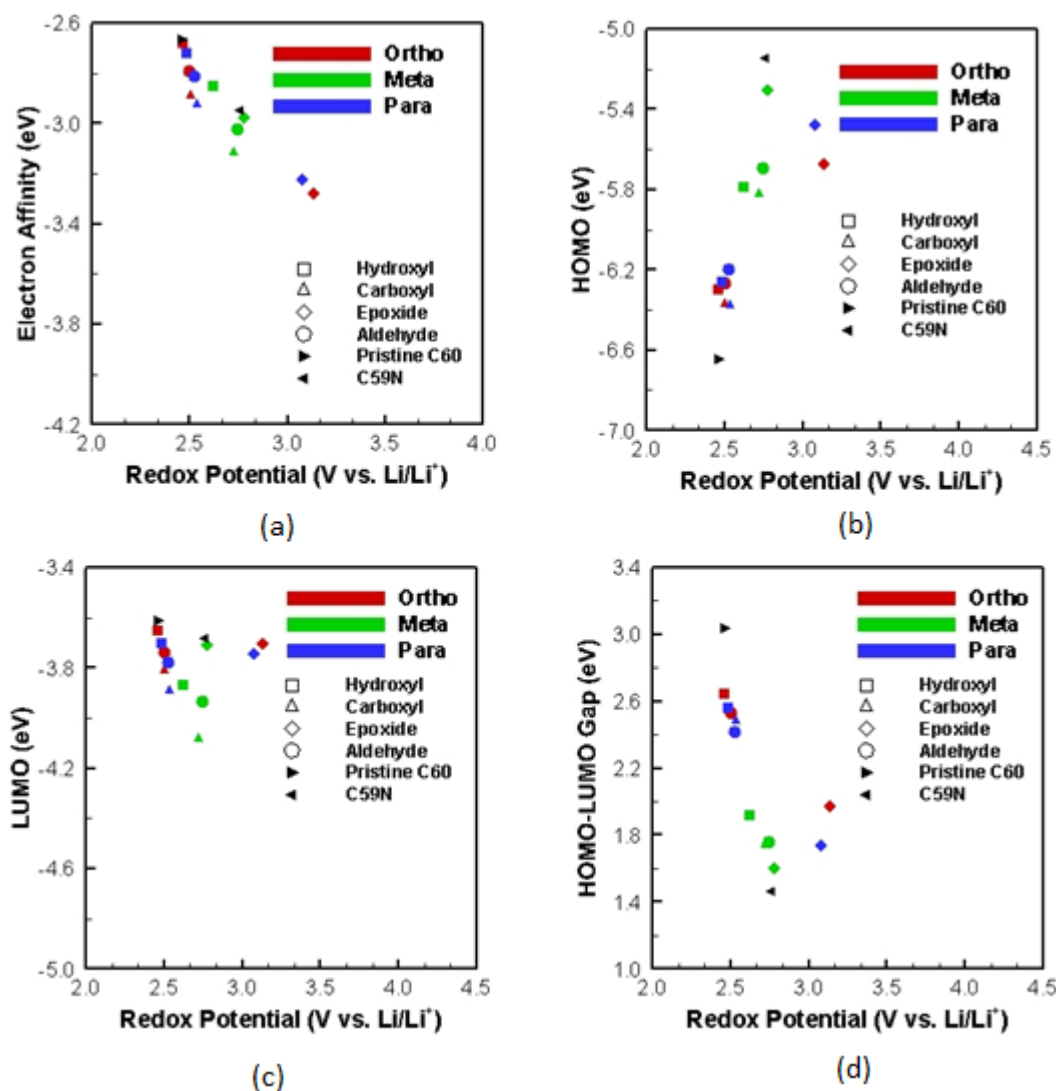 -2.6
-3.0
-3.4
-3.8
-4.2
Electron Affinity (eV)
Ortho
Meta
Para
Hydroxyl
Carboxyl
Epoxide
Aldehyde
Pristine C60
C59N
2.0 2.5 3.0 3.5 4.0
Redox Potential (V vs. Li/Li⁺)
(a)
-5.0
-5.4
-5.8
-6.2
-6.6
-7.0
HOMO (eV)
Ortho
Meta
Para
Hydroxyl
Carboxyl
Epoxide
Aldehyde
Pristine C60
C59N
2.0 2.5 3.0 3.5 4.0 4.5
Redox Potential (V vs. Li/Li⁺)
(b)
-3.4
-3.8
-4.2
-4.6
-5.0
LUMO (eV)
Ortho
Meta
Para
Hydroxyl
Carboxyl
Epoxide
Aldehyde
Pristine C60
C59N
2.0 2.5 3.0 3.5 4.0 4.5
Redox Potential (V vs. Li/Li⁺)
(c)
3.4
3.0
2.6
2.2
1.8
1.4
1.0
HOMO-LUMO Gap (eV)
Ortho
Meta
Para
Hydroxyl
Carboxyl
Epoxide
Aldehyde
Pristine C60
C59N
2.0 2.5 3.0 3.5 4.0 4.5
Redox Potential (V vs. Li/Li⁺)
(d)